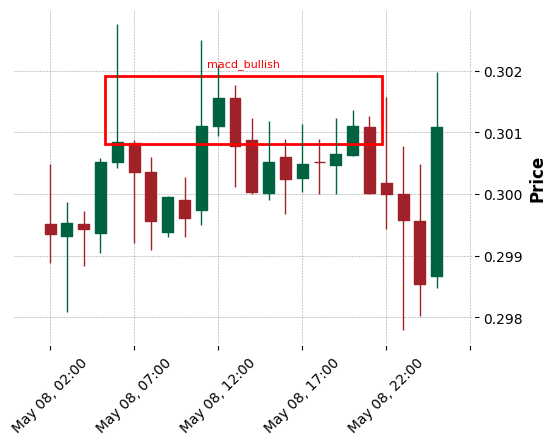 macd_bullish
0.302
0.301
0.300
0.299
0.298
Price
May 08, 02:00
May 08, 07:00
May 08, 12:00
May 08, 17:00
May 08, 22:00